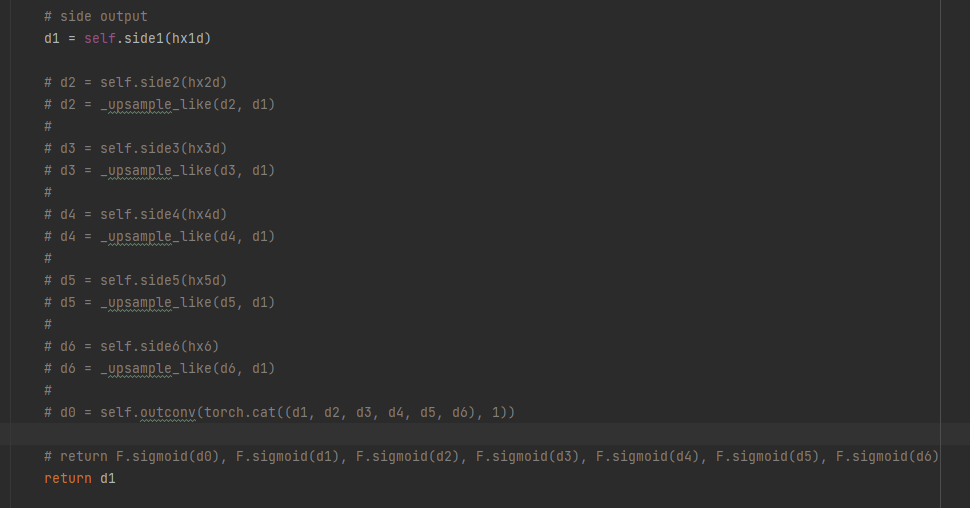 # side output
d1 = self.side1(hx1d)
# d2 = self.side2(hx2d)
# d2 = _upsample_like(d2, d1)
#
# d3 = self.side3(hx3d)
# d3 = _upsample_like(d3, d1)
#
# d4 = self.side4(hx4d)
# d4 = _upsample_like(d4, d1)
#
# d5 = self.side5(hx5d)
# d5 = _upsample_like(d5, d1)
#
# d6 = self.side6(hx6)
# d6 = _upsample_like(d6, d1)
#
# d0 = self.outconv(torch.cat((d1, d2, d3, d4, d5, d6), 1))
# return F.sigmoid(d0), F.sigmoid(d1), F.sigmoid(d2), F.sigmoid(d3), F.sigmoid(d4), F.sigmoid(d5), F.sigmoid(d6)
return d1